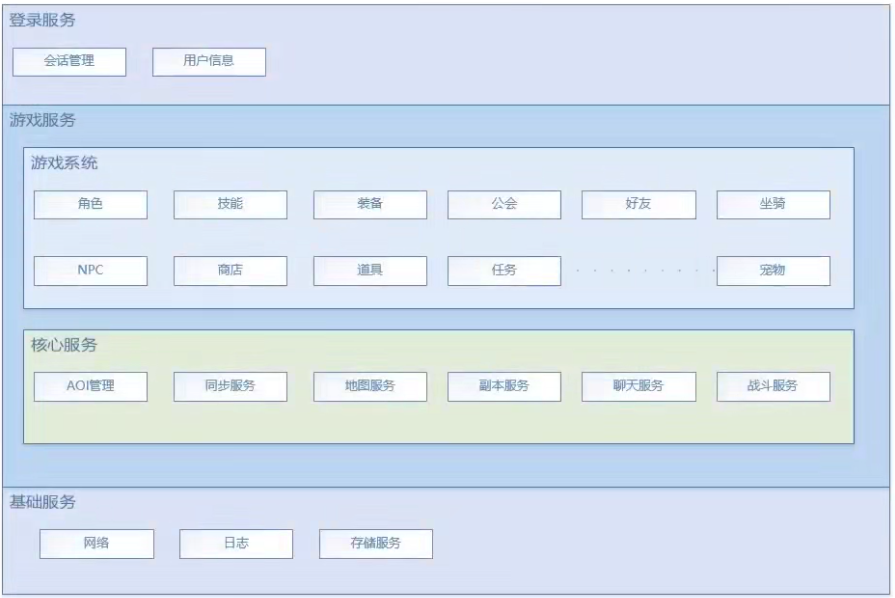 登录服务
会话管理 用户信息
游戏服务
游戏系统
角色 技能 装备 公会 好友 坐骑
NPC 商店 道具 任务 · · · · · · · · · 宠物
核心服务
AOI管理 同步服务 地图服务 副本服务 聊天服务 战斗服务
基础服务
网络 日志 存储服务